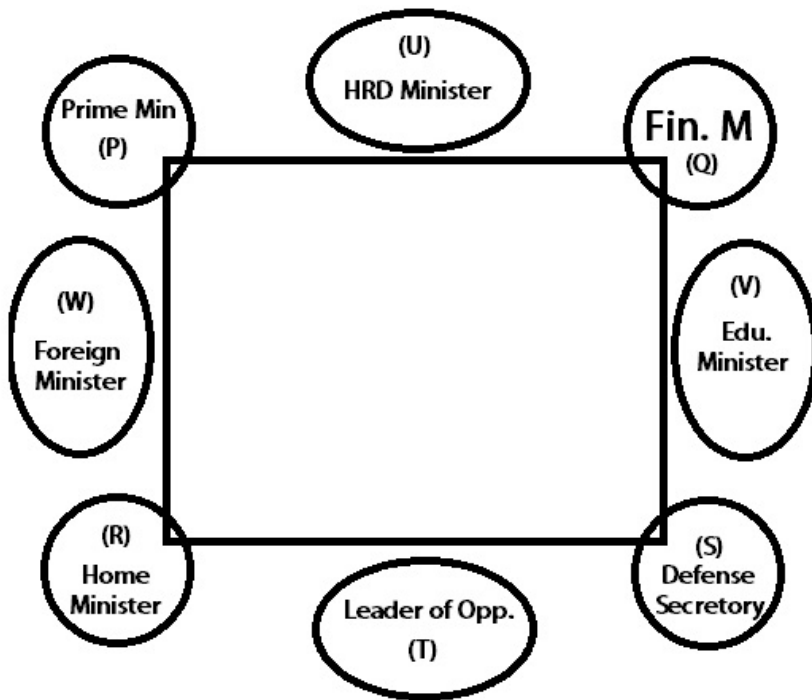 (U)
HRD Minister
Prime Min
(P)
Fin. M
(Q)
(W)
Foreign
Minister
(V)
Edu.
Minister
(R)
Home
Minister
(S)
Defense
Secretory
Leader of Opp.
(T)